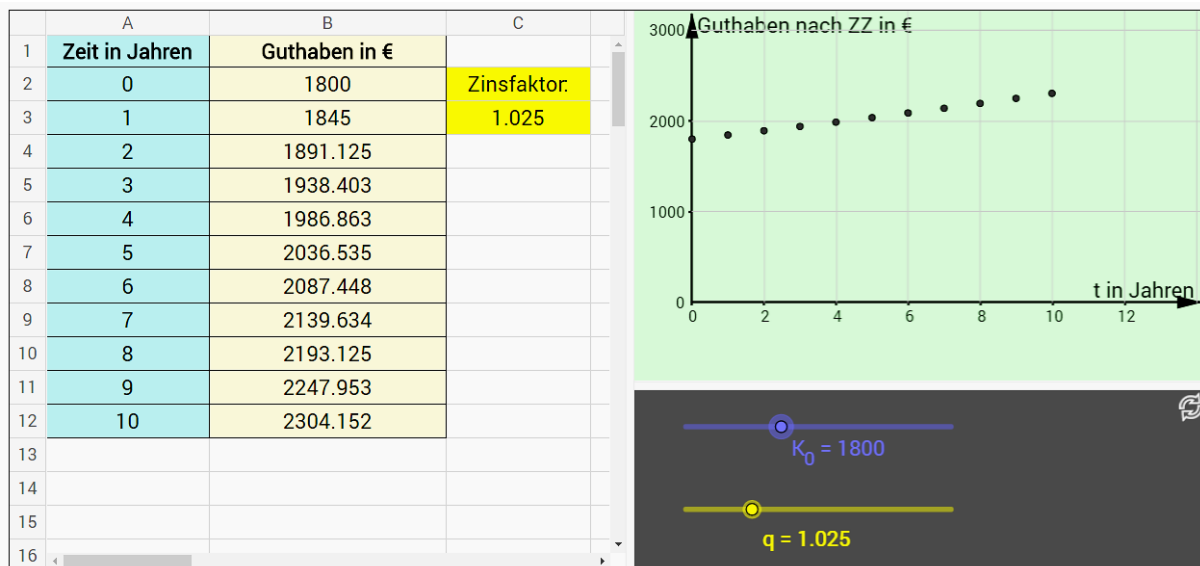 A B C
1 Zeit in Jahren Guthaben in €
2 0 1800 Zinsfaktor:
3 1 1845 1.025
4 2 1891.125
5 3 1938.403
6 4 1986.863
7 5 2036.535
8 6 2087.448
9 7 2139.634
10 8 2193.125
11 9 2247.953
12 10 2304.152
13
14
15
16
Guthaben nach ZZ in €
3000
2000
1000
0
t in Jahren
0 2 4 6 8 10 12
K₀ = 1800
q = 1.025